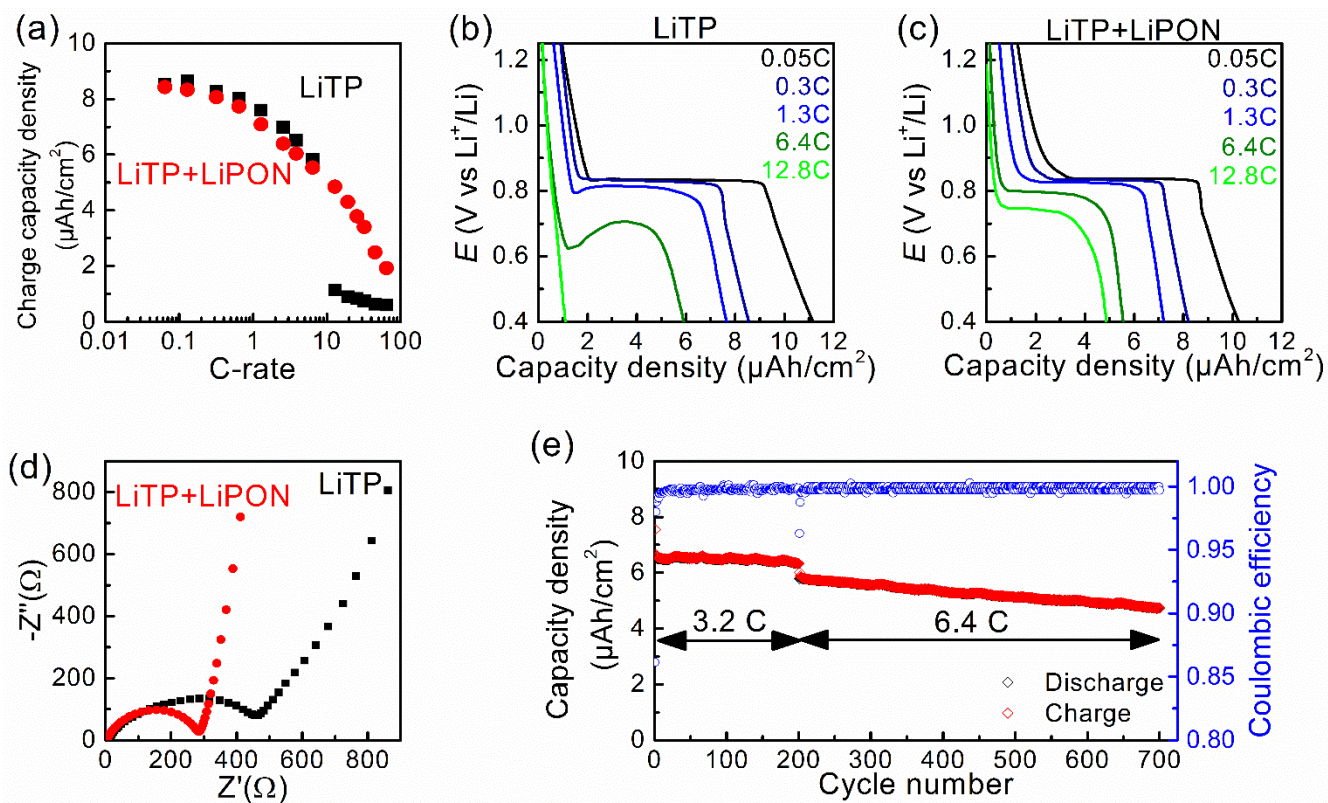 (a)
Charge capacity density
(µAh/cm²)
10
8
6
4
2
0
LiTP
LiTP+LiPON
0.01 0.1 1 10 100
C-rate
(b)
LiTP
E (V vs Li⁺/Li)
1.2
1.0
0.8
0.6
0.4
0.05C
0.3C
1.3C
6.4C
12.8C
0 2 4 6 8 10 12
Capacity density (µAh/cm²)
(c)
LiTP+LiPON
E (V vs Li⁺/Li)
1.2
1.0
0.8
0.6
0.4
0.05C
0.3C
1.3C
6.4C
12.8C
0 2 4 6 8 10 12
Capacity density (µAh/cm²)
(d)
-Z''(Ω)
800
600
400
200
0
LiTP+LiPON
LiTP
0 200 400 600 800
Z'(Ω)
(e)
Capacity density
(µAh/cm²)
10
8
6
4
2
0
3.2 C
6.4 C
Discharge
Charge
0 100 200 300 400 500 600 700
Cycle number
1.00
0.95
0.90
0.85
0.80
Coulombic efficiency